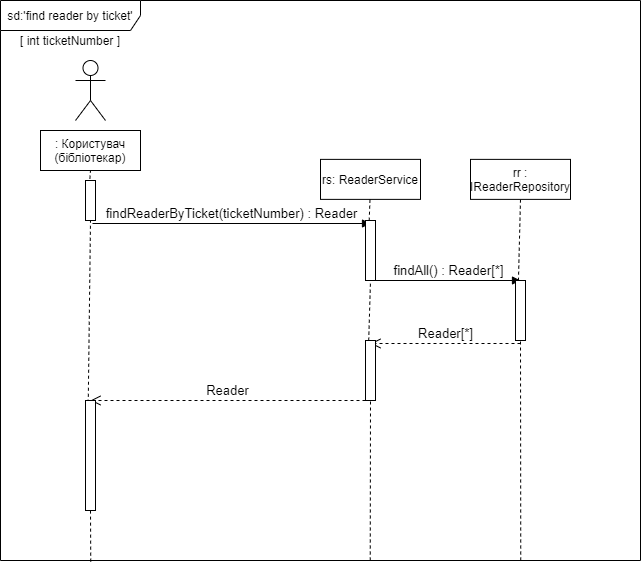 sd:'find reader by ticket'
[ int ticketNumber ]
: Користувач
(бібліотекар)
rs: ReaderService
rr :
IReaderRepository
findReaderByTicket(ticketNumber) : Reader
findAll() : Reader[*]
Reader[*]
Reader